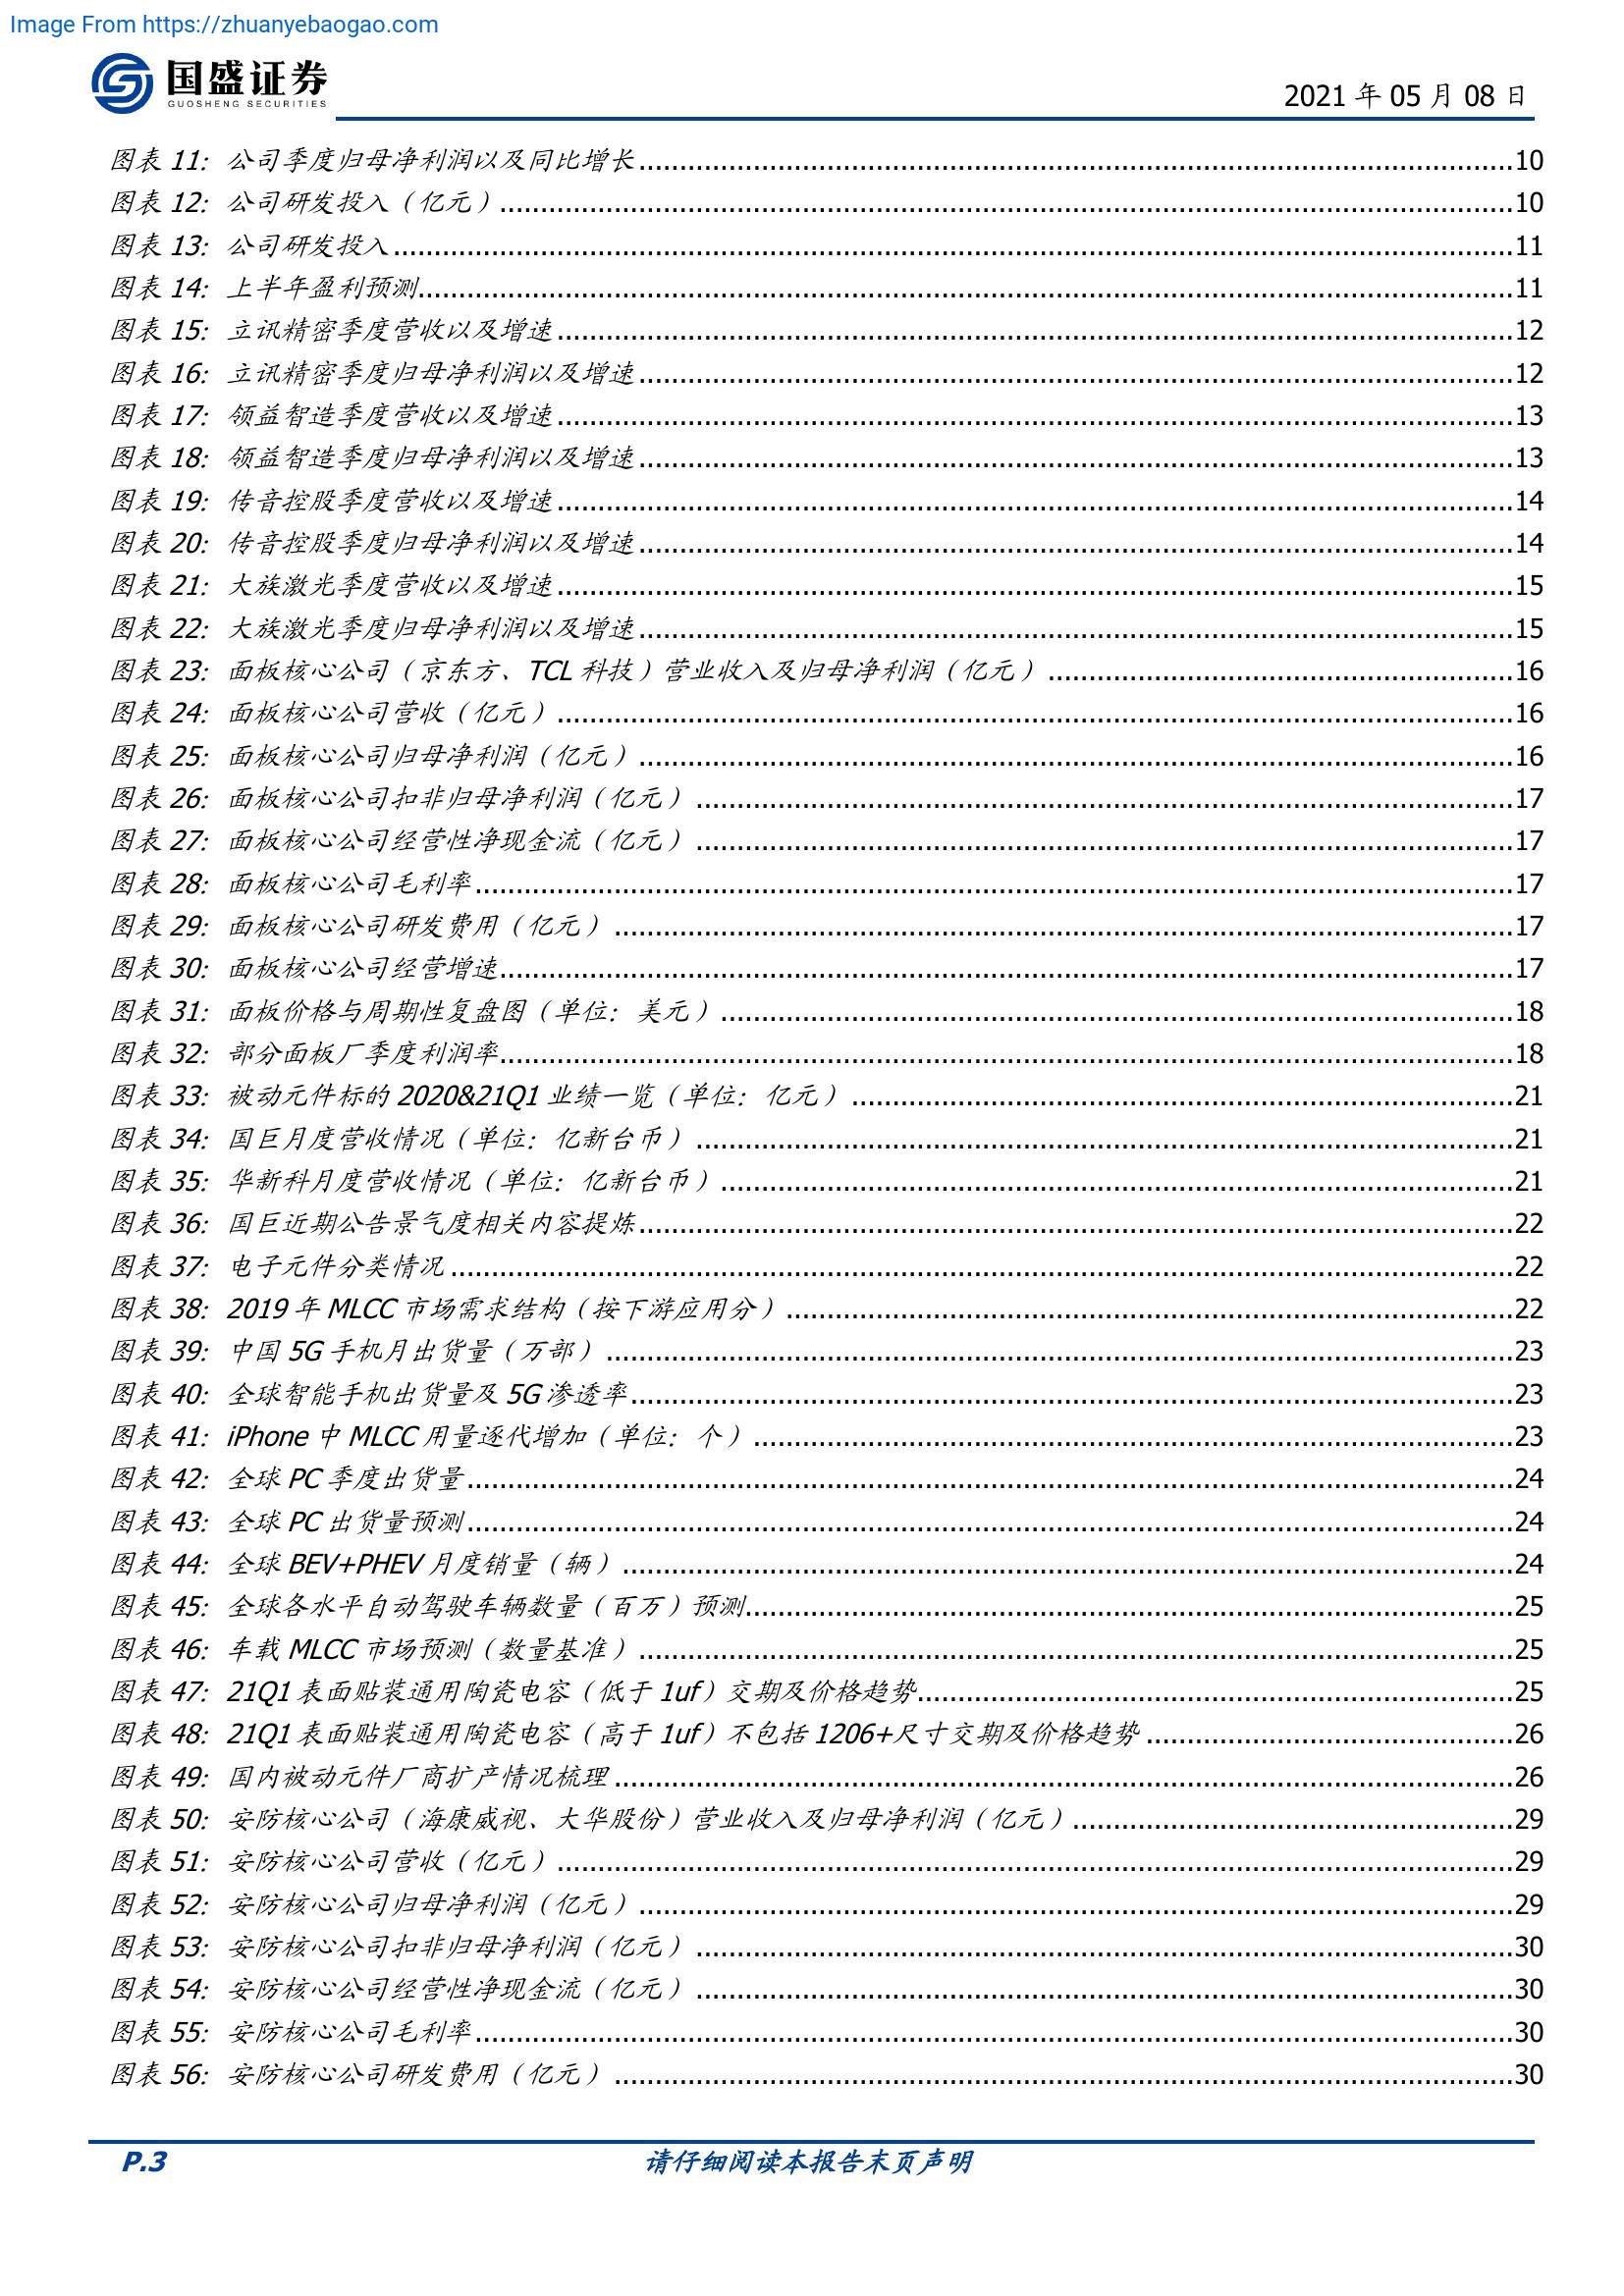 Image From https://zhuanyebaogao.com
国盛证券
GUOSHENG SECURITIES
2021 年 05 月 08 日
图表 11：公司季度归母净利润以及同比增长 10
图表 12：公司研发投入（亿元） 10
图表 13：公司研发投入 11
图表 14：上半年盈利预测 11
图表 15：立讯精密季度营收以及增速 12
图表 16：立讯精密季度归母净利润以及增速 12
图表 17：领益智造季度营收以及增速 13
图表 18：领益智造季度归母净利润以及增速 13
图表 19：传音控股季度营收以及增速 14
图表 20：传音控股季度归母净利润以及增速 14
图表 21：大族激光季度营收以及增速 15
图表 22：大族激光季度归母净利润以及增速 15
图表 23：面板核心公司（京东方、TCL 科技）营业收入及归母净利润（亿元） 16
图表 24：面板核心公司营收（亿元） 16
图表 25：面板核心公司归母净利润（亿元） 16
图表 26：面板核心公司扣非归母净利润（亿元） 17
图表 27：面板核心公司经营性净现金流（亿元） 17
图表 28：面板核心公司毛利率 17
图表 29：面板核心公司研发费用（亿元） 17
图表 30：面板核心公司经营增速 17
图表 31：面板价格与周期性复盘图（单位：美元） 18
图表 32：部分面板厂季度利润率 18
图表 33：被动元件标的 2020&21Q1 业绩一览（单位：亿元） 21
图表 34：国巨月度营收情况（单位：亿新台币） 21
图表 35：华新科月度营收情况（单位：亿新台币） 21
图表 36：国巨近期公告景气度相关内容提炼 22
图表 37：电子元件分类情况 22
图表 38：2019 年 MLCC 市场需求结构（按下游应用分） 22
图表 39：中国 5G 手机月出货量（万部） 23
图表 40：全球智能手机出货量及 5G 渗透率 23
图表 41：iPhone 中 MLCC 用量逐代增加（单位：个） 23
图表 42：全球 PC 季度出货量 24
图表 43：全球 PC 出货量预测 24
图表 44：全球 BEV+PHEV 月度销量（辆） 24
图表 45：全球各水平自动驾驶车辆数量（百万）预测 25
图表 46：车载 MLCC 市场预测（数量基准） 25
图表 47：21Q1 表面贴装通用陶瓷电容（低于 1uf）交期及价格趋势 25
图表 48：21Q1 表面贴装通用陶瓷电容（高于 1uf）不包括 1206+尺寸交期及价格趋势 26
图表 49：国内被动元件厂商扩产情况梳理 26
图表 50：安防核心公司（海康威视、大华股份）营业收入及归母净利润（亿元） 29
图表 51：安防核心公司营收（亿元） 29
图表 52：安防核心公司归母净利润（亿元） 29
图表 53：安防核心公司扣非归母净利润（亿元） 30
图表 54：安防核心公司经营性净现金流（亿元） 30
图表 55：安防核心公司毛利率 30
图表 56：安防核心公司研发费用（亿元） 30
P.3
请仔细阅读本报告末页声明